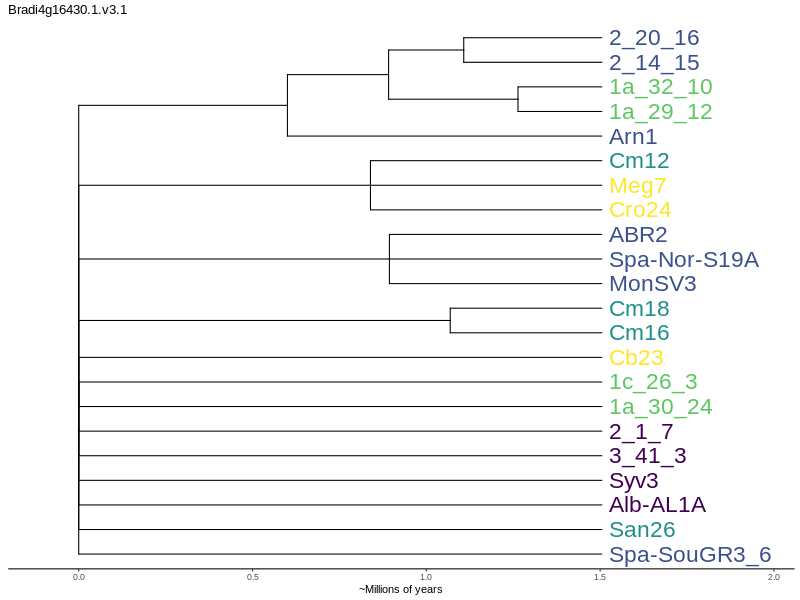 Bradi4g16430.1.v3.1
2_20_16
2_14_15
1a_32_10
1a_29_12
Arn1
Cm12
Meg7
Cro24
ABR2
Spa-Nor-S19A
MonSV3
Cm18
Cm16
Cb23
1c_26_3
1a_30_24
2_1_7
3_41_3
Syv3
Alb-AL1A
San26
Spa-SouGR3_6
0.0 0.5 1.0 1.5 2.0
~Millions of years